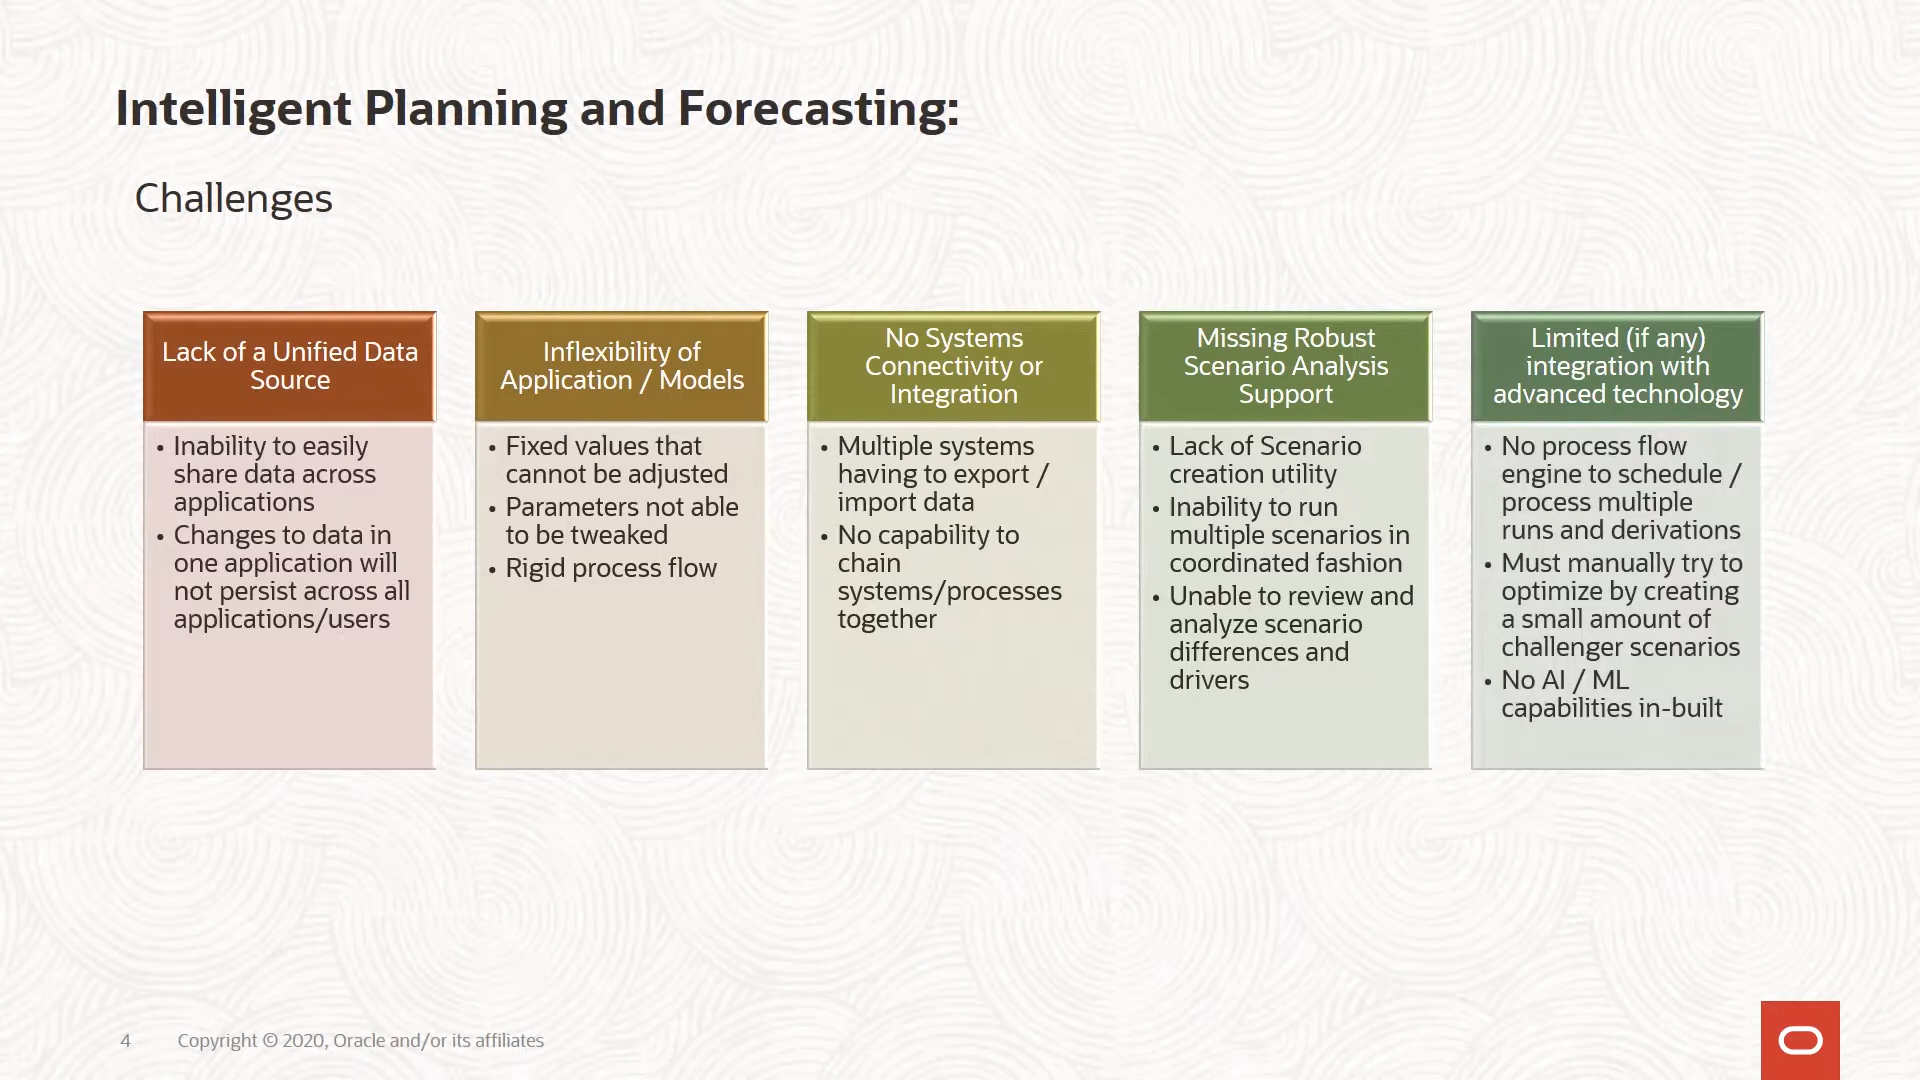 Intelligent Planning and Forecasting:
Challenges
Lack of a Unified Data
Source
• Inability to easily
share data across
applications
• Changes to data in
one application will
not persist across all
applications/users
Inflexibility of
Application / Models
• Fixed values that
cannot be adjusted
• Parameters not able
to be tweaked
• Rigid process flow
No Systems
Connectivity or
Integration
• Multiple systems
having to export /
import data
• No capability to
chain
systems/processes
together
Missing Robust
Scenario Analysis
Support
• Lack of Scenario
creation utility
• Inability to run
multiple scenarios in
coordinated fashion
• Unable to review and
analyze scenario
differences and
drivers
Limited (if any)
integration with
advanced technology
• No process flow
engine to schedule /
process multiple
runs and derivations
• Must manually try to
optimize by creating
a small amount of
challenger scenarios
• No AI / ML
capabilities in-built
4 Copyright © 2020, Oracle and/or its affiliates